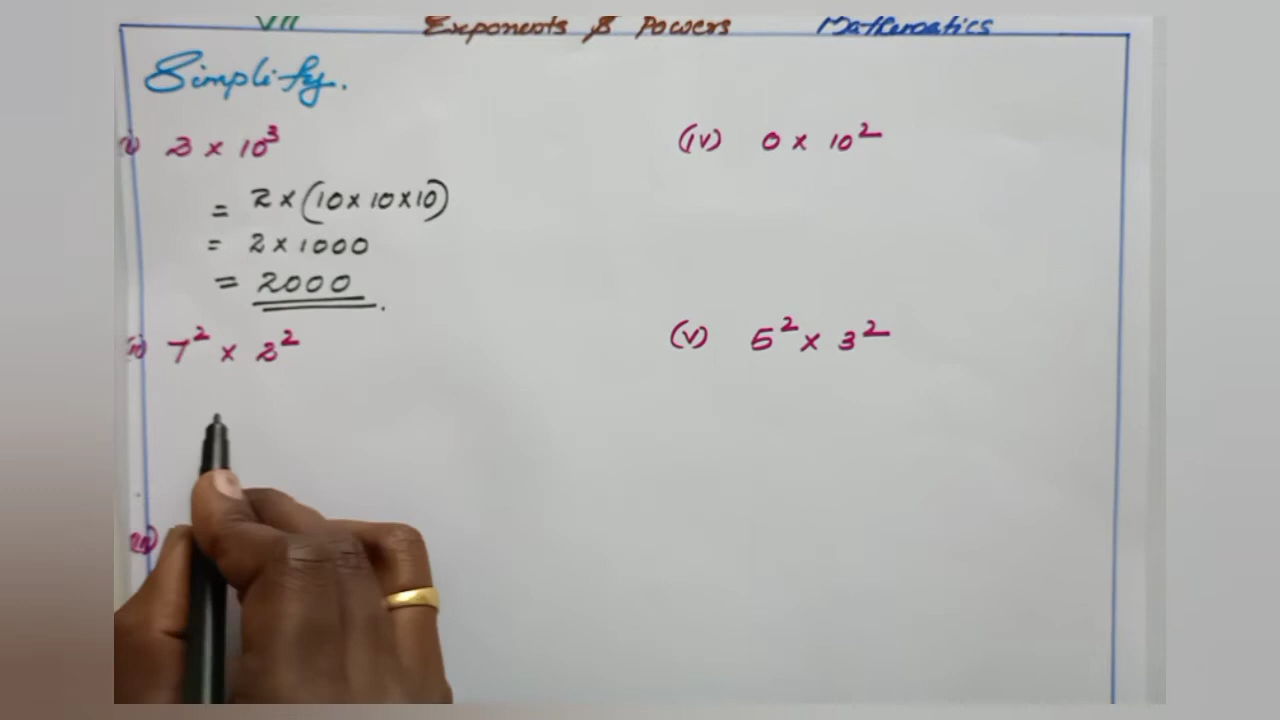 VII Exponents & Powers Mathematics
Simplify.
(i) 2 × 10³
= 2 × (10 × 10 × 10)
= 2 × 1000
= 2000.
(ii) 7² × 2²
(iv) 0 × 10²
(v) 5² × 3²